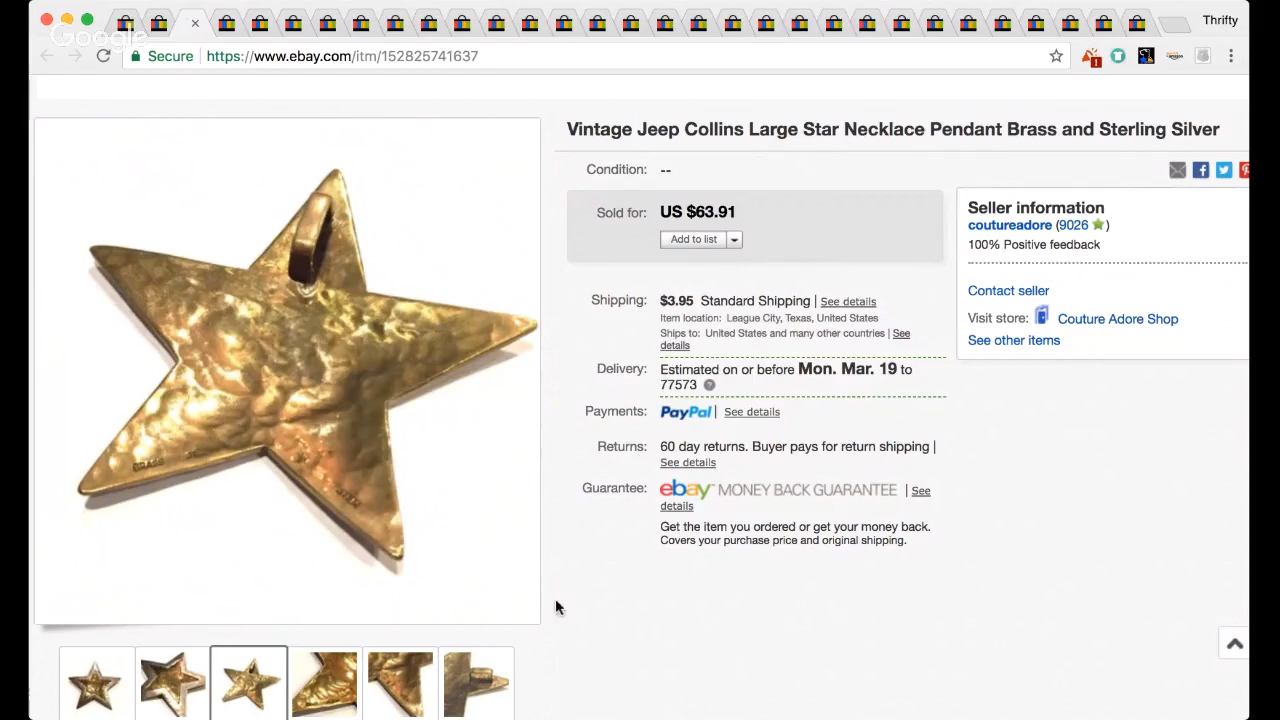 Thrifty
Google
Secure https://www.ebay.com/itm/152825741637
Vintage Jeep Collins Large Star Necklace Pendant Brass and Sterling Silver
Condition: --
Sold for: US $63.91
Add to list
Shipping: $3.95 Standard Shipping | See details
Item location: League City, Texas, United States
Ships to: United States and many other countries | See
details
Delivery: Estimated on or before Mon. Mar. 19 to
77573 ?
Payments: PayPal | See details
Returns: 60 day returns. Buyer pays for return shipping |
See details
Guarantee: ebay MONEY BACK GUARANTEE | See
details
Get the item you ordered or get your money back.
Covers your purchase price and original shipping.
Seller information
coutureadore (9026 )
100% Positive feedback
Contact seller
Visit store: Couture Adore Shop
See other items
BRASS